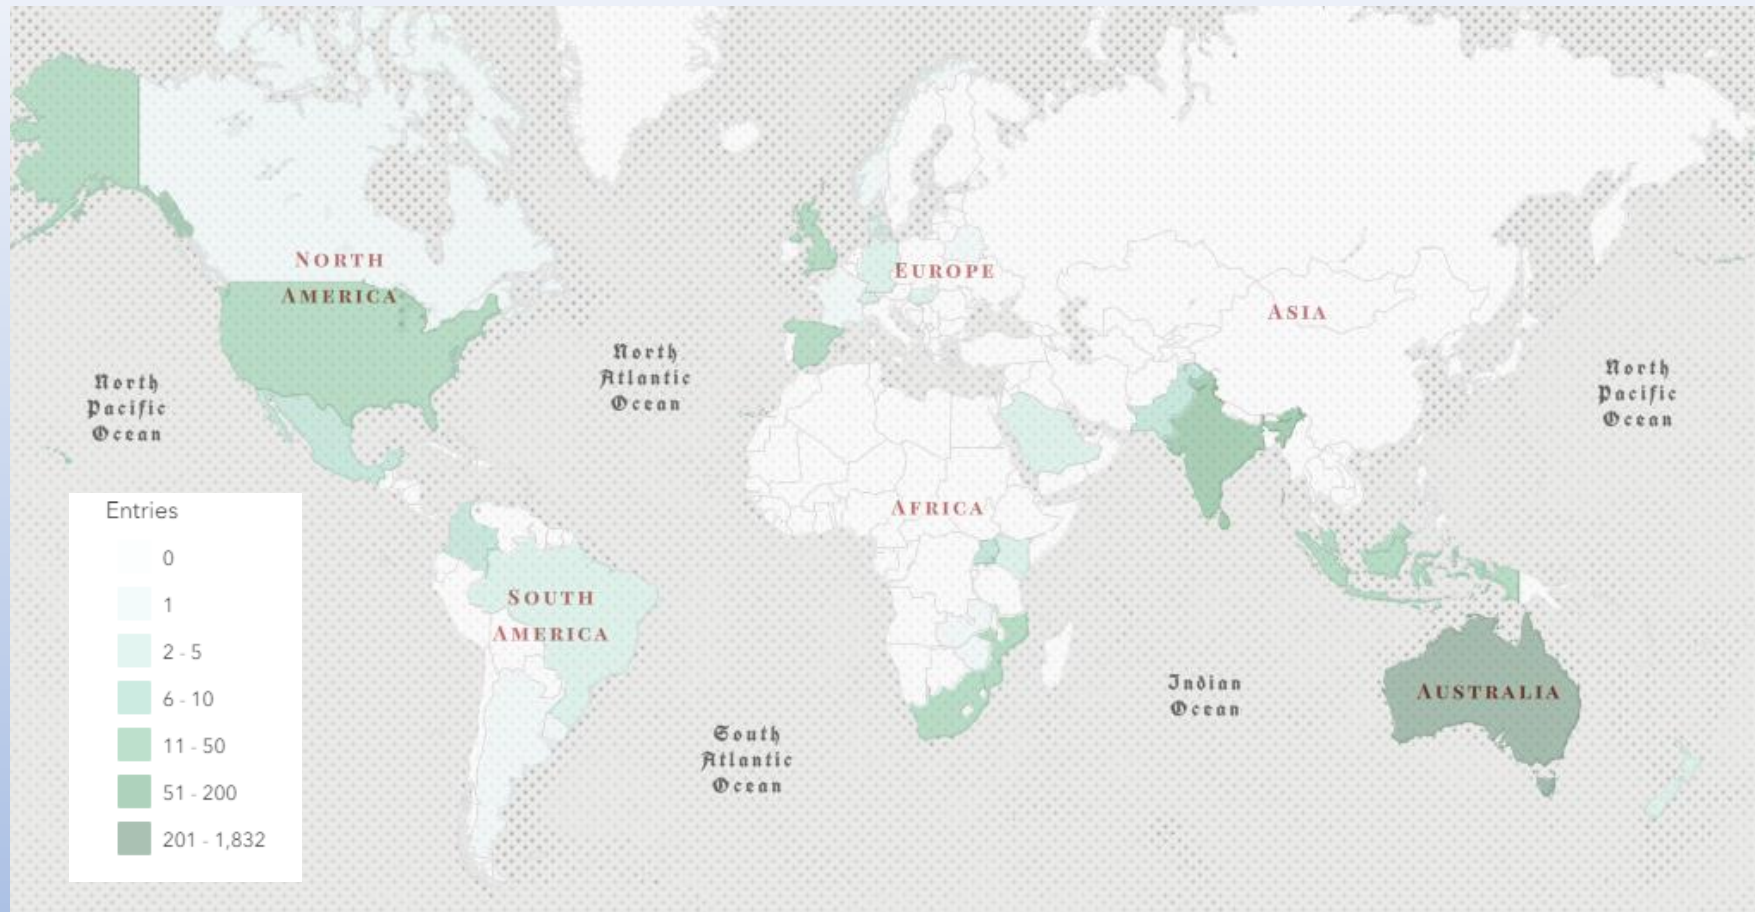 NORTH
AMERICA
EUROPE
ASIA
North
Pacific
Ocean
North
Atlantic
Ocean
North
Pacific
Ocean
Entries
0
1
2 - 5
6 - 10
11 - 50
51 - 200
201 - 1,832
AFRICA
SOUTH
AMERICA
Indian
Ocean
AUSTRALIA
South
Atlantic
Ocean